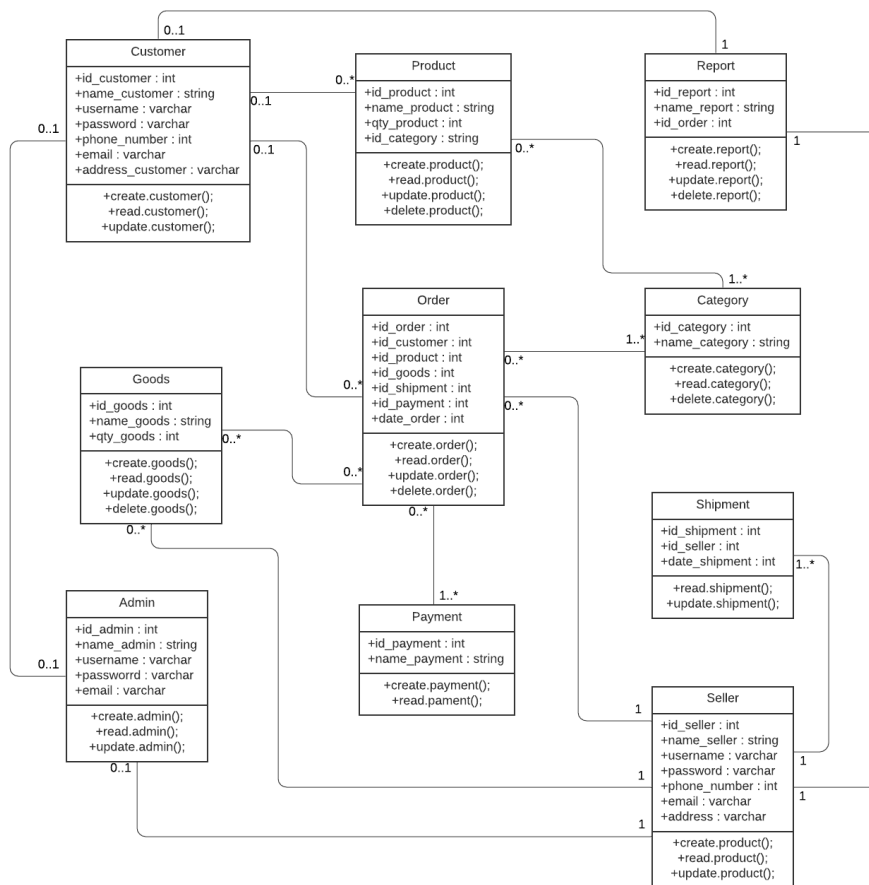 0..1
1
Customer
+id_customer : int
+name_customer : string
+username : varchar
+password : varchar
+phone_number : int
+email : varchar
+address_customer : varchar
+create.customer();
+read.customer();
+update.customer();
0..1
0..1
0..1
0..*
Product
+id_product : int
+name_product : string
+qty_product : int
+id_category : string
+create.product();
+read.product();
+update.product();
+delete.product();
0..*
Report
+id_report : int
+name_report : string
+id_order : int
+create.report();
+read.report();
+update.report();
+delete.report();
1
1..*
Order
+id_order : int
+id_customer : int
+id_product : int
+id_goods : int
+id_shipment : int
+id_payment : int
+date_order : int
+create.order();
+read.order();
+update.order();
+delete.order();
0..*
1..*
0..*
0..*
0..*
0..*
Category
+id_category : int
+name_category : string
+create.category();
+read.category();
+delete.category();
Goods
+id_goods : int
+name_goods : string
+qty_goods : int
+create.goods();
+read.goods();
+update.goods();
+delete.goods();
0..*
0..*
Shipment
+id_shipment : int
+id_seller : int
+date_shipment : int
+read.shipment();
+update.shipment();
1..*
Admin
+id_admin : int
+name_admin : string
+username : varchar
+passworrd : varchar
+email : varchar
+create.admin();
+read.admin();
+update.admin();
0..1
0..1
1..*
Payment
+id_payment : int
+name_payment : string
+create.payment();
+read.pament();
Seller
+id_seller : int
+name_seller : string
+username : varchar
+password : varchar
+phone_number : int
+email : varchar
+address : varchar
+create.product();
+read.product();
+update.product();
1
1
1
1
1